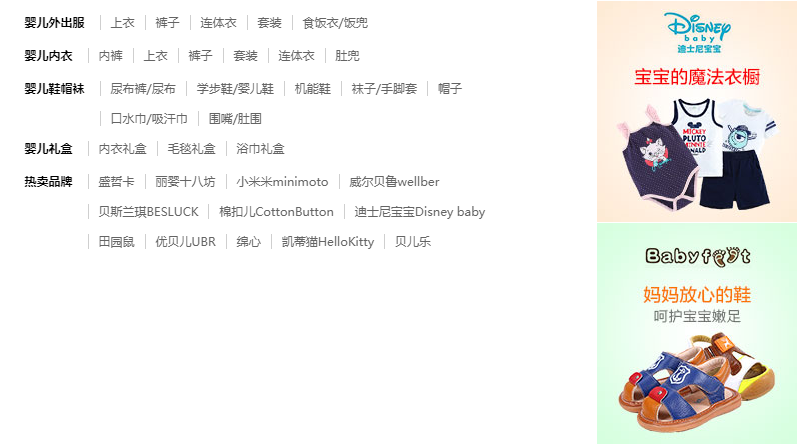 婴儿外出服 上衣 裤子 连体衣 套装 食饭衣/饭兜
婴儿内衣 内裤 上衣 裤子 套装 连体衣 肚兜
婴儿鞋帽袜 尿布裤/尿布 学步鞋/婴儿鞋 机能鞋 袜子/手脚套 帽子
口水巾/吸汗巾 围嘴/肚围
婴儿礼盒 内衣礼盒 毛毯礼盒 浴巾礼盒
热卖品牌 盛哲卡 丽婴十八坊 小米米minimoto 威尔贝鲁wellber
贝斯兰琪BESLUCK 棉扣儿CottonButton 迪士尼宝宝Disney baby
田园鼠 优贝儿UBR 绵心 凯蒂猫HelloKitty 贝儿乐
Disney
baby
迪士尼宝宝
宝宝的魔法衣橱
MICKEY
PLUTO
MINNIE
DONALD
Babyfoot
妈妈放心的鞋
呵护宝宝嫩足